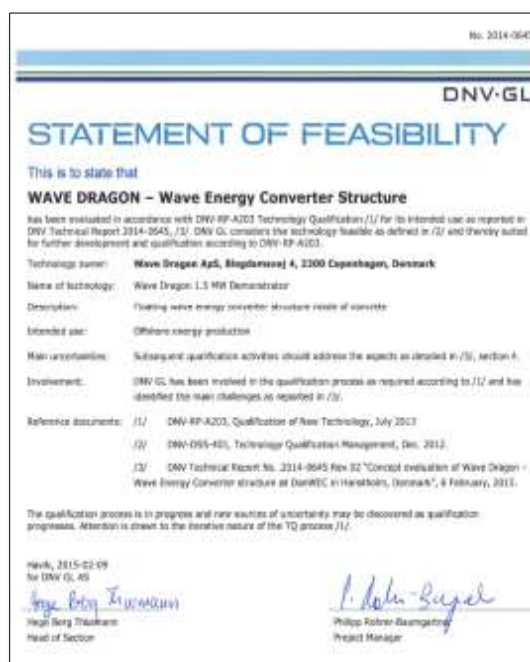 No. 2014-0645
DNV·GL
STATEMENT OF FEASIBILITY
This is to state that
WAVE DRAGON – Wave Energy Converter Structure
has been evaluated in accordance with DNV-RP-A203 Technology Qualification /1/ for its intended use as reported in
DNV Technical Report 2014-0645, /3/. DNV GL considers the technology feasible as defined in /2/ and thereby suited
for further development and qualification according to DNV-RP-A203.
Technology owner: Wave Dragon ApS, Blegdamsvej 4, 2200 Copenhagen, Denmark
Name of technology: Wave Dragon 1.5 MW Demonstrator
Description: Floating wave energy converter structure made of concrete
Intended use: Offshore energy production
Main uncertainties: Subsequent qualification activities should address the aspects as detailed in /3/, section 4.
Involvement: DNV GL has been involved in the qualification process as required according to /1/ and has
identified the main challenges as reported in /3/.
Reference documents: /1/ DNV-RP-A203, Qualification of New Technology, July 2013
/2/ DNV-OSS-401, Technology Qualification Management, Dec. 2012.
/3/ DNV Technical Report No. 2014-0645 Rev 02 "Concept evaluation of Wave Dragon -
Wave Energy Converter structure at DanWEC in Hanstholm, Denmark", 6 February, 2015.
The qualification process is in progress and new sources of uncertainty may be discovered as qualification
progresses. Attention is drawn to the iterative nature of the TQ process /1/.
Høvik, 2015-02-09
for DNV GL AS
Hege Berg Thurmann
Head of Section
Philipp Rohrer-Baumgartner
Project Manager